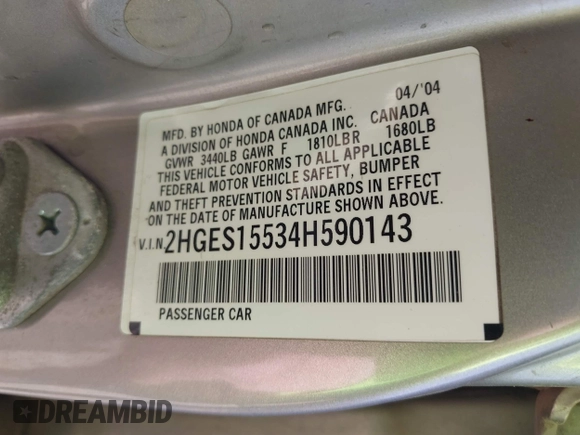 04/'04
MFD. BY HONDA OF CANADA MFG.
A DIVISION OF HONDA CANADA INC. CANADA
GVWR 3440LB GAWR F 1810LB R 1680LB
THIS VEHICLE CONFORMS TO ALL APPLICABLE
FEDERAL MOTOR VEHICLE SAFETY, BUMPER
AND THEFT PREVENTION STANDARDS IN EFFECT
ON THE DATE OF MANUFACTURE SHOWN ABOVE.
V.I.N. 2HGES15534H590143
PASSENGER CAR
DREAMBID